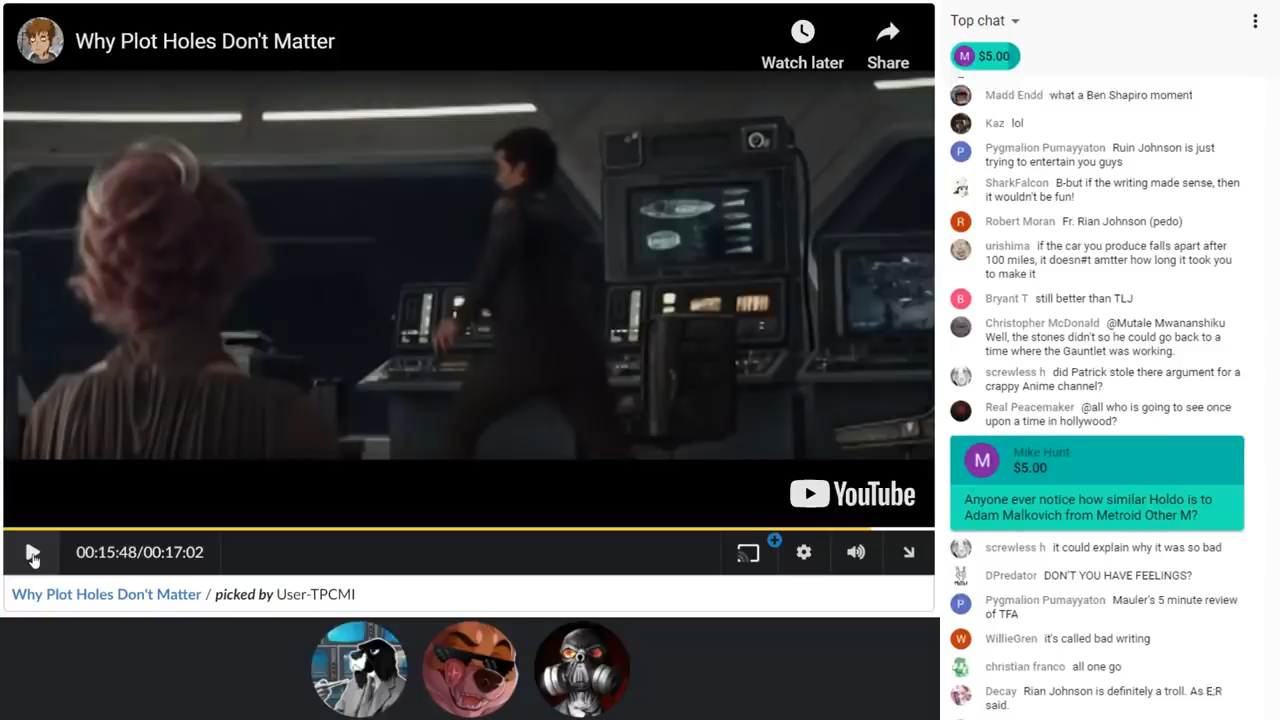 Why Plot Holes Don't Matter
Watch later
Share
YouTube
00:15:48/00:17:02
Why Plot Holes Don't Matter / picked by User-TPCMI
Top chat
M $5.00
Madd Endd what a Ben Shapiro moment
Kaz lol
P Pygmalion Pumayyaton Ruin Johnson is just
trying to entertain you guys
SharkFalcon B-but if the writing made sense, then
it wouldn't be fun!
R Robert Moran Fr. Rian Johnson (pedo)
urishima if the car you produce falls apart after
100 miles, it doesn#t amtter how long it took you
to make it
B Bryant T still better than TLJ
Christopher McDonald @Mutale Mwananshiku
Well, the stones didn't so he could go back to a
time where the Gauntlet was working.
screwless h did Patrick stole there argument for a
crappy Anime channel?
Real Peacemaker @all who is going to see once
upon a time in hollywood?
M Mike Hunt
$5.00
Anyone ever notice how similar Holdo is to
Adam Malkovich from Metroid Other M?
screwless h it could explain why it was so bad
DPredator DON'T YOU HAVE FEELINGS?
P Pygmalion Pumayyaton Mauler's 5 minute review
of TFA
W WillieGren it's called bad writing
christian franco all one go
Decay Rian Johnson is definitely a troll. As E;R
said.